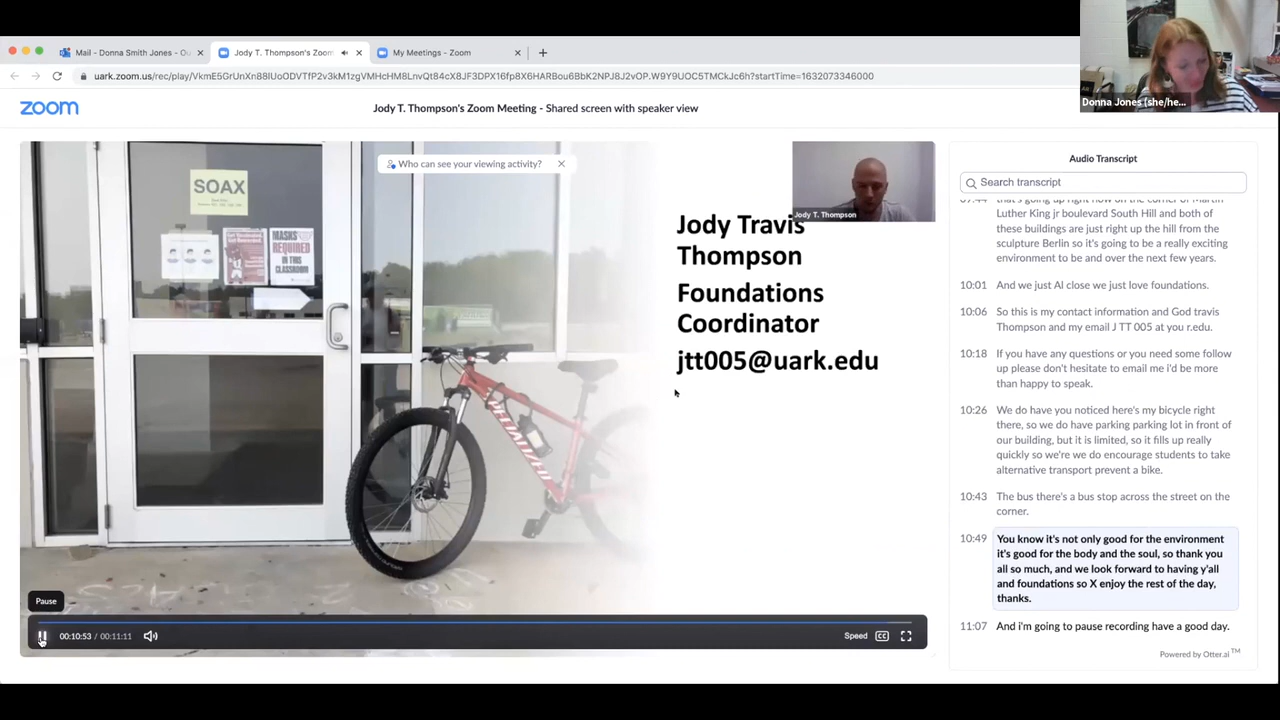 Mail - Donna Smith Jones - Ou
Jody T. Thompson's Zoom
My Meetings - Zoom
uark.zoom.us/rec/play/VkmE5GrUnXn88lUoODVTfP2v3kM1zgVMHcHM8LnvQt84cX8JF3DPX16fp8X6HARBou6BbK2NPJ8J2vOP.W9Y9UOC5TMCkJc6h?startTime=1632073346000
Donna Jones (she/he...
zoom
Jody T. Thompson's Zoom Meeting - Shared screen with speaker view
Who can see your viewing activity?
SOAX
MASKS
REQUIRED
IN THIS
CLASSROOM
SPECIALIZED
Jody T. Thompson
Jody Travis
Thompson
Foundations
Coordinator
jtt005@uark.edu
Pause
00:10:53 / 00:11:11
Speed
CC
Audio Transcript
Search transcript
that's going up right now on the corner of Martin
Luther King jr boulevard South Hill and both of
these buildings are just right up the hill from the
sculpture Berlin so it's going to be a really exciting
environment to be and over the next few years.
10:01 And we just Al close we just love foundations.
10:06 So this is my contact information and God travis
Thompson and my email J TT 005 at you r.edu.
10:18 If you have any questions or you need some follow
up please don't hesitate to email me i'd be more
than happy to speak.
10:26 We do have you noticed here's my bicycle right
there, so we do have parking parking lot in front of
our building, but it is limited, so it fills up really
quickly so we're we do encourage students to take
alternative transport prevent a bike.
10:43 The bus there's a bus stop across the street on the
corner.
10:49 You know it's not only good for the environment
it's good for the body and the soul, so thank you
all so much, and we look forward to having y'all
and foundations so X enjoy the rest of the day,
thanks.
11:07 And i'm going to pause recording have a good day.
Powered by Otter.ai TM